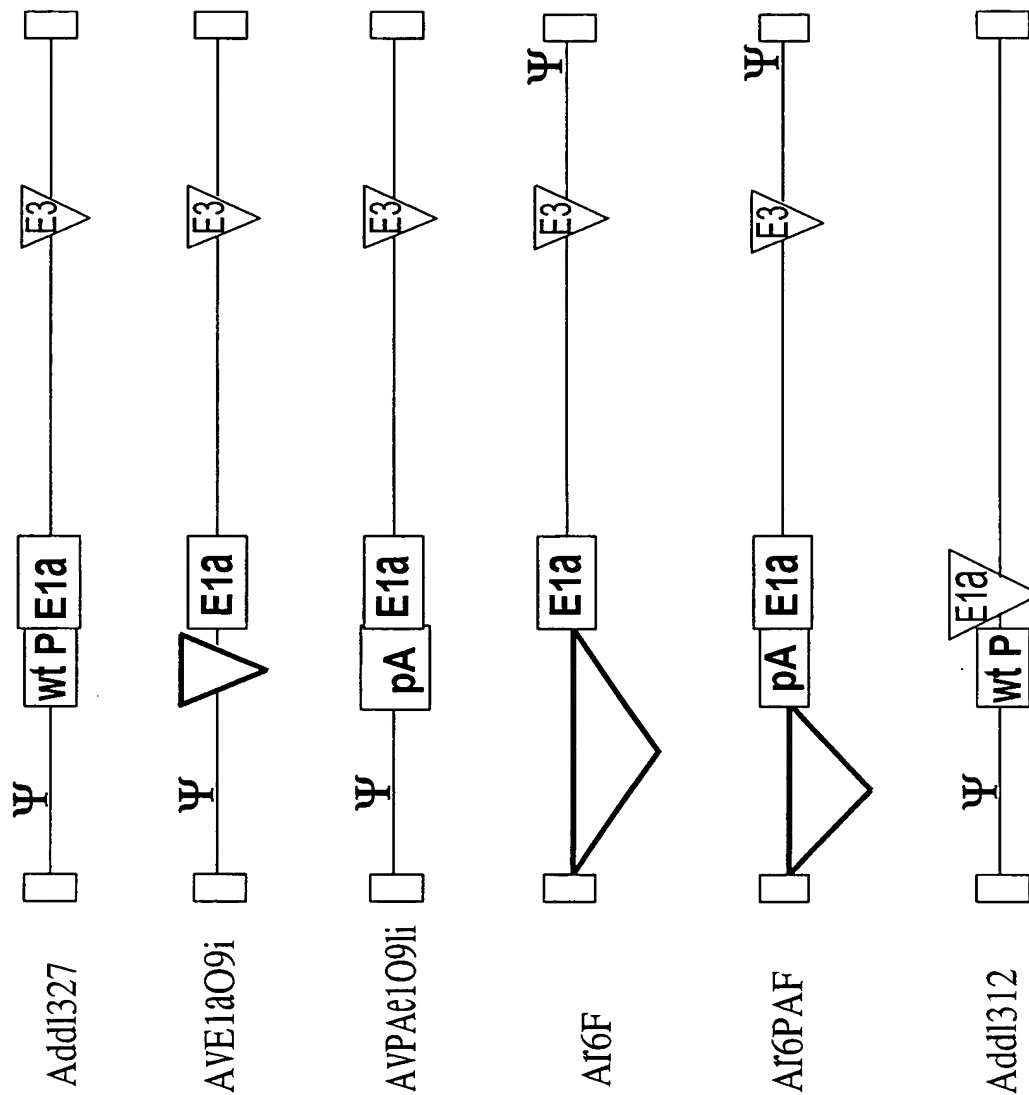 Addl327 Ψ wt P E1a E3
AVE1aO9i Ψ E1a E3
AVPAe1O9li Ψ pA E1a E3
Ar6F E1a E3 Ψ
Ar6PAF pA E1a E3 Ψ
Addl312 Ψ wt P E1a